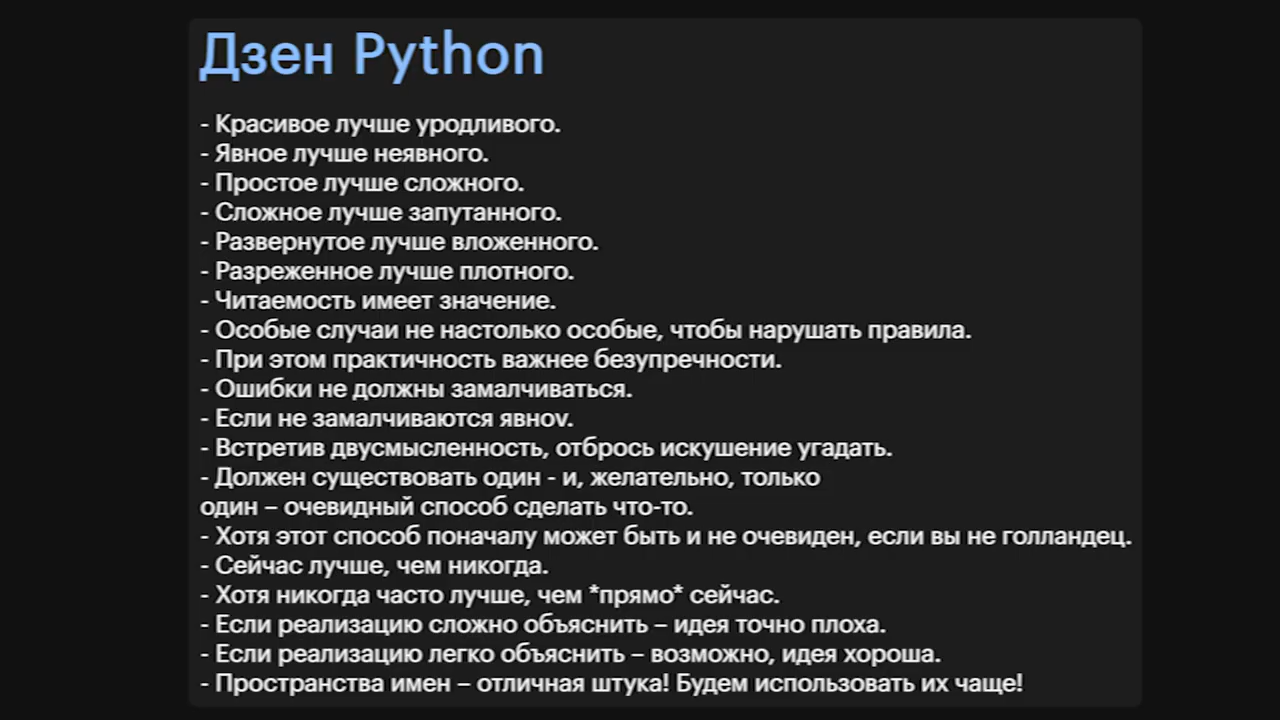 Дзен Python
- Красивое лучше уродливого.
- Явное лучше неявного.
- Простое лучше сложного.
- Сложное лучше запутанного.
- Развернутое лучше вложенного.
- Разреженное лучше плотного.
- Читаемость имеет значение.
- Особые случаи не настолько особые, чтобы нарушать правила.
- При этом практичность важнее безупречности.
- Ошибки не должны замалчиваться.
- Если не замалчиваются явноv.
- Встретив двусмысленность, отбрось искушение угадать.
- Должен существовать один - и, желательно, только
один – очевидный способ сделать что-то.
- Хотя этот способ поначалу может быть и не очевиден, если вы не голландец.
- Сейчас лучше, чем никогда.
- Хотя никогда часто лучше, чем *прямо* сейчас.
- Если реализацию сложно объяснить – идея точно плоха.
- Если реализацию легко объяснить – возможно, идея хороша.
- Пространства имен – отличная штука! Будем использовать их чаще!